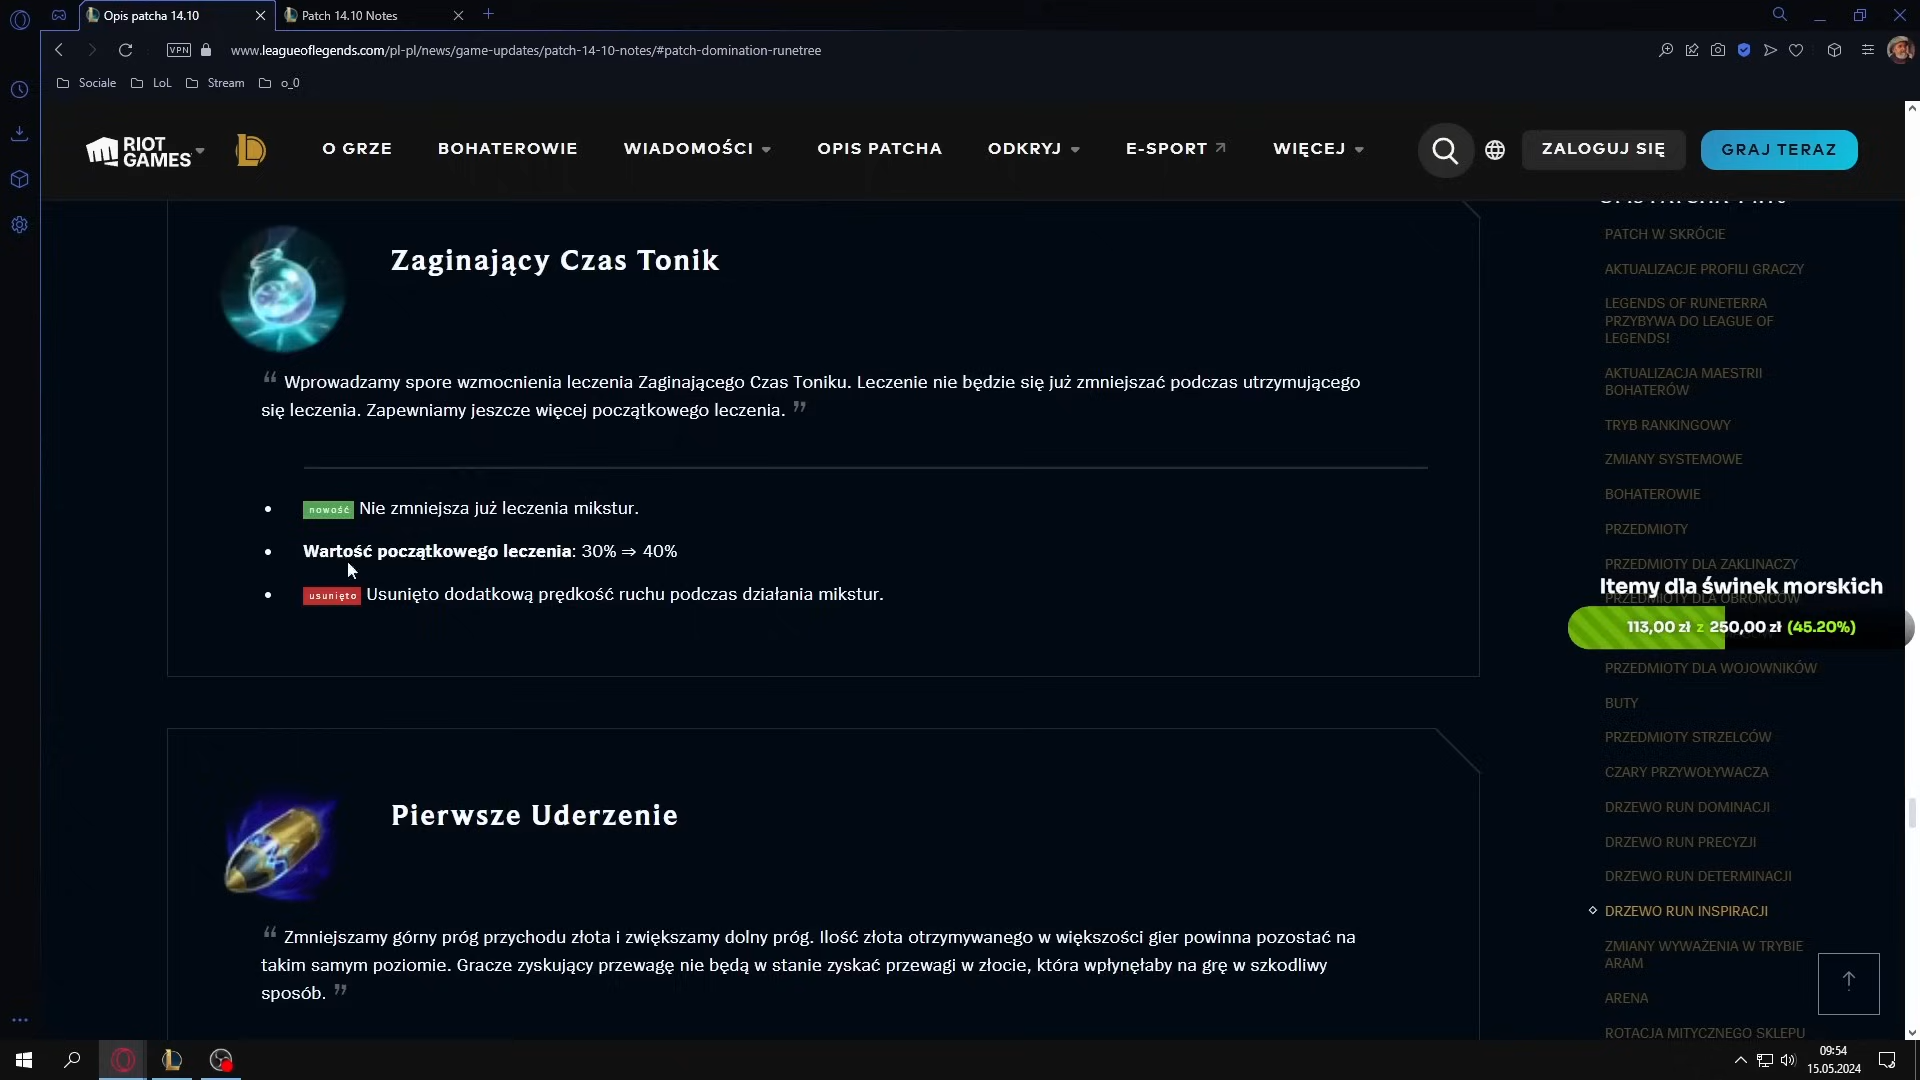 Opis patcha 14.10
Patch 14.10 Notes
VPN
www.leagueoflegends.com/pl-pl/news/game-updates/patch-14-10-notes/#patch-domination-runetree
Sociale
LoL
Stream
o_0
RIOT
GAMES
O GRZE
BOHATEROWIE
WIADOMOŚCI
OPIS PATCHA
ODKRYJ
E-SPORT
WIĘCEJ
ZALOGUJ SIĘ
GRAJ TERAZ
Zaginający Czas Tonik
“ Wprowadzamy spore wzmocnienia leczenia Zaginającego Czas Toniku. Leczenie nie będzie się już zmniejszać podczas utrzymującego
się leczenia. Zapewniamy jeszcze więcej początkowego leczenia. ”
• nowość Nie zmniejsza już leczenia mikstur.
• Wartość początkowego leczenia: 30% ⇒ 40%
• usunięto Usunięto dodatkową prędkość ruchu podczas działania mikstur.
Pierwsze Uderzenie
“ Zmniejszamy górny próg przychodu złota i zwiększamy dolny próg. Ilość złota otrzymywanego w większości gier powinna pozostać na
takim samym poziomie. Gracze zyskujący przewagę nie będą w stanie zyskać przewagi w złocie, która wpłynęłaby na grę w szkodliwy
sposób. ”
PATCH W SKRÓCIE
AKTUALIZACJE PROFILI GRACZY
LEGENDS OF RUNETERRA
PRZYBYWA DO LEAGUE OF
LEGENDS!
AKTUALIZACJA MAESTRII
BOHATERÓW
TRYB RANKINGOWY
ZMIANY SYSTEMOWE
BOHATEROWIE
PRZEDMIOTY
PRZEDMIOTY DLA ZAKLINACZY
Itemy dla świnek morskich
PRZEDMIOTY DLA OBROŃCÓW
113,00 zł z 250,00 zł (45.20%)
PRZEDMIOTY DLA WOJOWNIKÓW
BUTY
PRZEDMIOTY STRZELCÓW
CZARY PRZYWOŁYWACZA
DRZEWO RUN DOMINACJI
DRZEWO RUN PRECYZJI
DRZEWO RUN DETERMINACJI
DRZEWO RUN INSPIRACJI
ZMIANY WYWAŻENIA W TRYBIE
ARAM
ARENA
ROTACJA MITYCZNEGO SKLEPU
09:54
15.05.2024